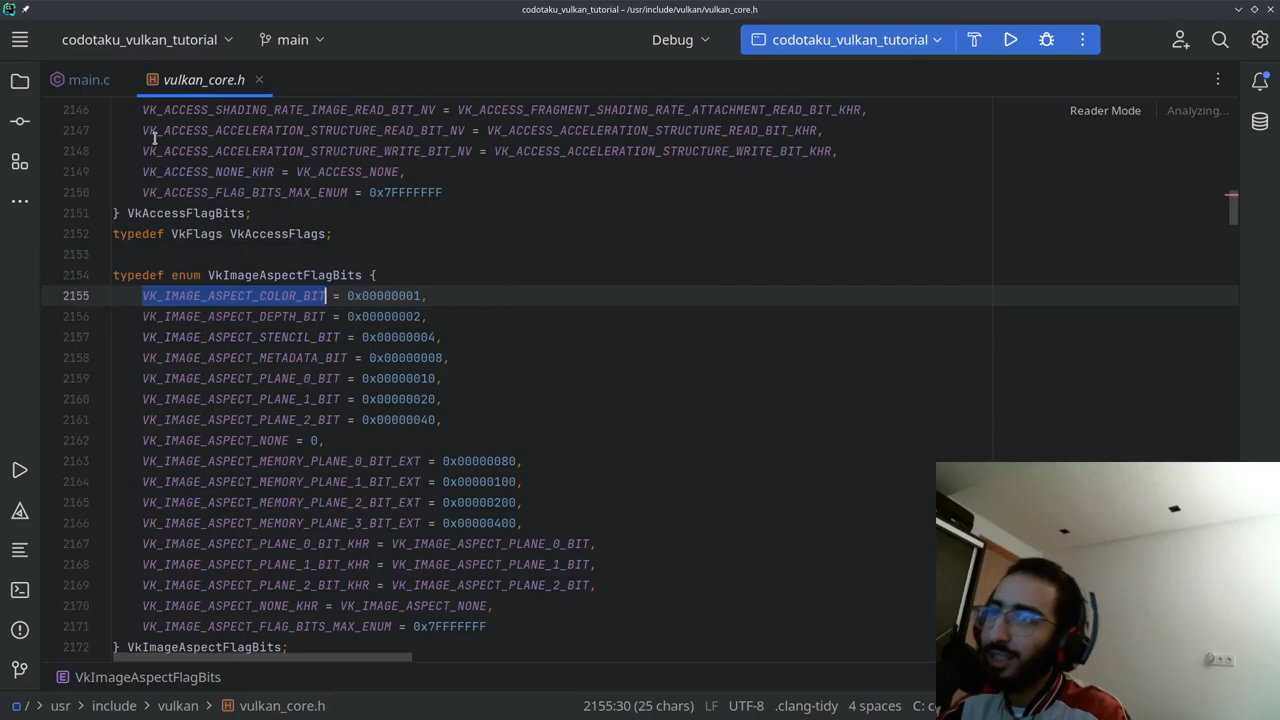 codotaku_vulkan_tutorial – /usr/include/vulkan/vulkan_core.h
codotaku_vulkan_tutorial
main
Debug
codotaku_vulkan_tutorial
main.c
vulkan_core.h
Reader Mode
Analyzing...
2146 VK_ACCESS_SHADING_RATE_IMAGE_READ_BIT_NV = VK_ACCESS_FRAGMENT_SHADING_RATE_ATTACHMENT_READ_BIT_KHR,
2147 VK_ACCESS_ACCELERATION_STRUCTURE_READ_BIT_NV = VK_ACCESS_ACCELERATION_STRUCTURE_READ_BIT_KHR,
2148 VK_ACCESS_ACCELERATION_STRUCTURE_WRITE_BIT_NV = VK_ACCESS_ACCELERATION_STRUCTURE_WRITE_BIT_KHR,
2149 VK_ACCESS_NONE_KHR = VK_ACCESS_NONE,
2150 VK_ACCESS_FLAG_BITS_MAX_ENUM = 0x7FFFFFFF
2151 } VkAccessFlagBits;
2152 typedef VkFlags VkAccessFlags;
2153
2154 typedef enum VkImageAspectFlagBits {
2155 VK_IMAGE_ASPECT_COLOR_BIT = 0x00000001,
2156 VK_IMAGE_ASPECT_DEPTH_BIT = 0x00000002,
2157 VK_IMAGE_ASPECT_STENCIL_BIT = 0x00000004,
2158 VK_IMAGE_ASPECT_METADATA_BIT = 0x00000008,
2159 VK_IMAGE_ASPECT_PLANE_0_BIT = 0x00000010,
2160 VK_IMAGE_ASPECT_PLANE_1_BIT = 0x00000020,
2161 VK_IMAGE_ASPECT_PLANE_2_BIT = 0x00000040,
2162 VK_IMAGE_ASPECT_NONE = 0,
2163 VK_IMAGE_ASPECT_MEMORY_PLANE_0_BIT_EXT = 0x00000080,
2164 VK_IMAGE_ASPECT_MEMORY_PLANE_1_BIT_EXT = 0x00000100,
2165 VK_IMAGE_ASPECT_MEMORY_PLANE_2_BIT_EXT = 0x00000200,
2166 VK_IMAGE_ASPECT_MEMORY_PLANE_3_BIT_EXT = 0x00000400,
2167 VK_IMAGE_ASPECT_PLANE_0_BIT_KHR = VK_IMAGE_ASPECT_PLANE_0_BIT,
2168 VK_IMAGE_ASPECT_PLANE_1_BIT_KHR = VK_IMAGE_ASPECT_PLANE_1_BIT,
2169 VK_IMAGE_ASPECT_PLANE_2_BIT_KHR = VK_IMAGE_ASPECT_PLANE_2_BIT,
2170 VK_IMAGE_ASPECT_NONE_KHR = VK_IMAGE_ASPECT_NONE,
2171 VK_IMAGE_ASPECT_FLAG_BITS_MAX_ENUM = 0x7FFFFFFF
2172 } VkImageAspectFlagBits;
E VkImageAspectFlagBits
/ > usr > include > vulkan > vulkan_core.h
2155:30 (25 chars) LF UTF-8 .clang-tidy 4 spaces C: